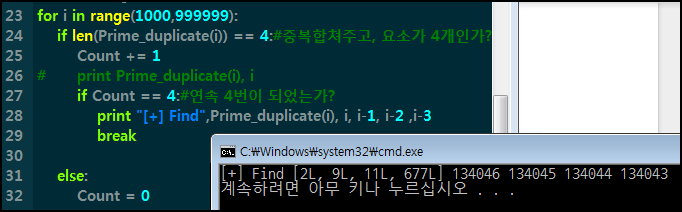 23 for i in range(1000,999999):
24 if len(Prime_duplicate(i)) == 4:#중복합쳐주고, 요소가 4개인가?
25 Count += 1
26 # print Prime_duplicate(i), i
27 if Count == 4:#연속 4번이 되었는가?
28 print "[+] Find",Prime_duplicate(i), i, i-1, i-2 ,i-3
29 break
30
31 else:
32 Count = 0
C:\Windows\system32\cmd.exe
[+] Find [2L, 9L, 11L, 677L] 134046 134045 134044 134043
계속하려면 아무 키나 누르십시오 . . .